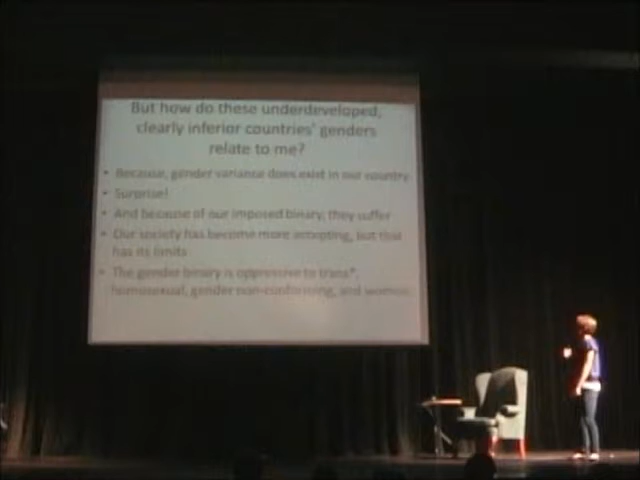 But how do these underdeveloped,
clearly inferior countries' genders
relate to me?
• Because, gender variance does exist in our country
• Surprise!
• And because of our imposed binary, they suffer
• Our society has become more accepting, but that
has its limits
• The gender binary is oppressive to trans*,
homosexual, gender non-conforming, and women